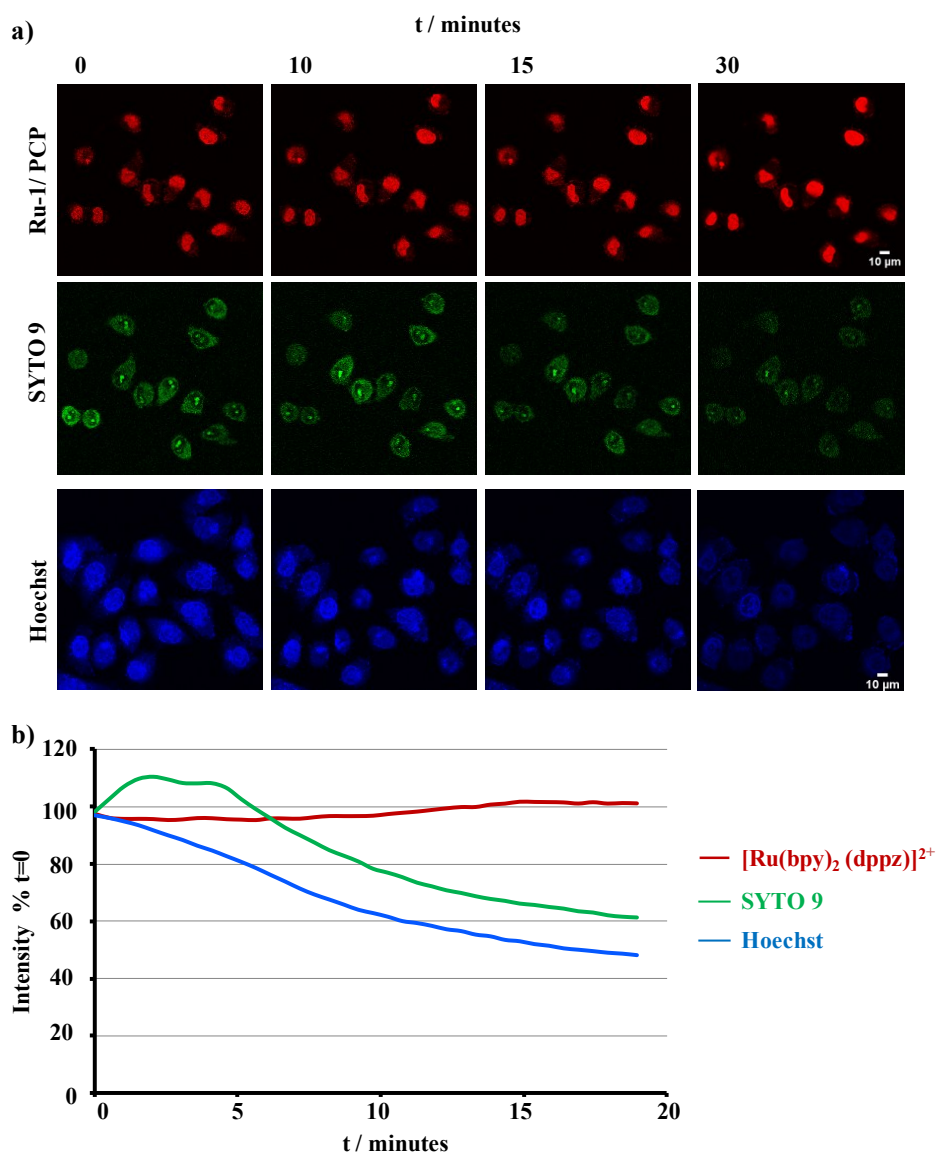 a)
t / minutes
0 10 15 30
Ru-1/ PCP
10 µm
SYTO 9
Hoechst
10 µm
b)
120
100
80
60
40
20
0
Intensity % t=0
0 5 10 15 20
t / minutes
[Ru(bpy)₂ (dppz)]²⁺
SYTO 9
Hoechst